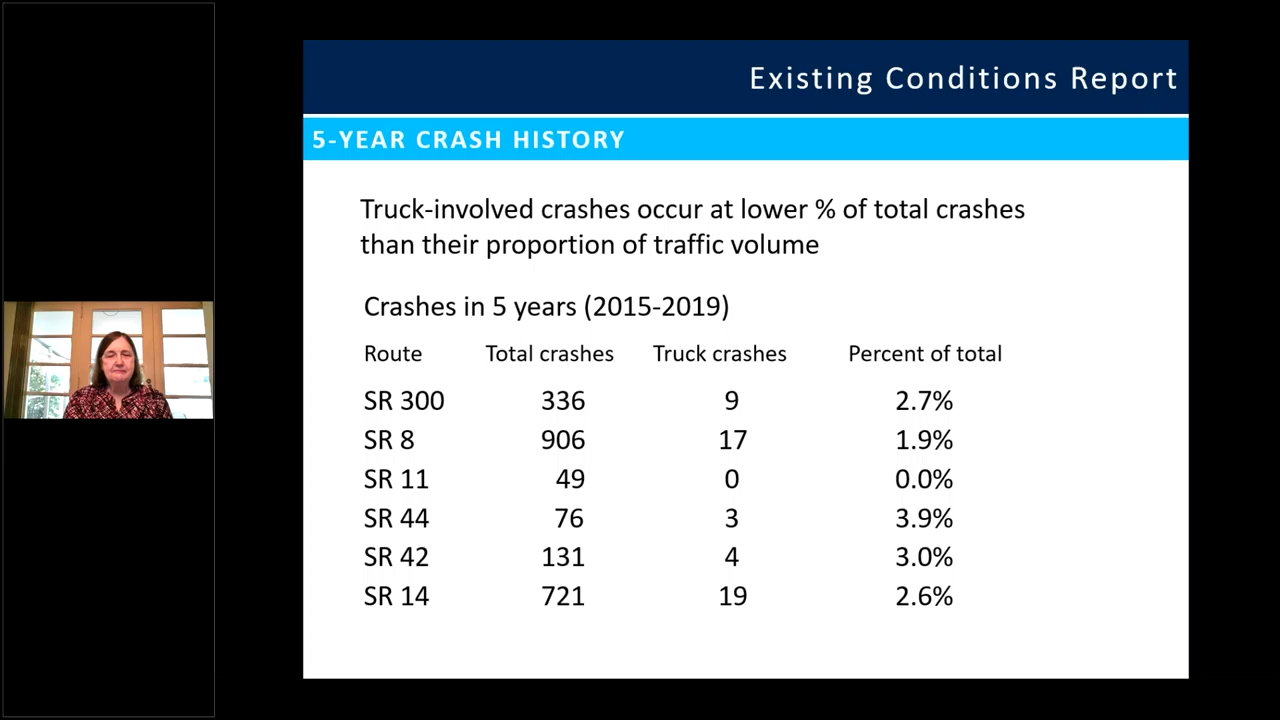 Existing Conditions Report
5-YEAR CRASH HISTORY
Truck-involved crashes occur at lower % of total crashes
than their proportion of traffic volume
Crashes in 5 years (2015-2019)
Route Total crashes Truck crashes Percent of total
SR 300 336 9 2.7%
SR 8 906 17 1.9%
SR 11 49 0 0.0%
SR 44 76 3 3.9%
SR 42 131 4 3.0%
SR 14 721 19 2.6%